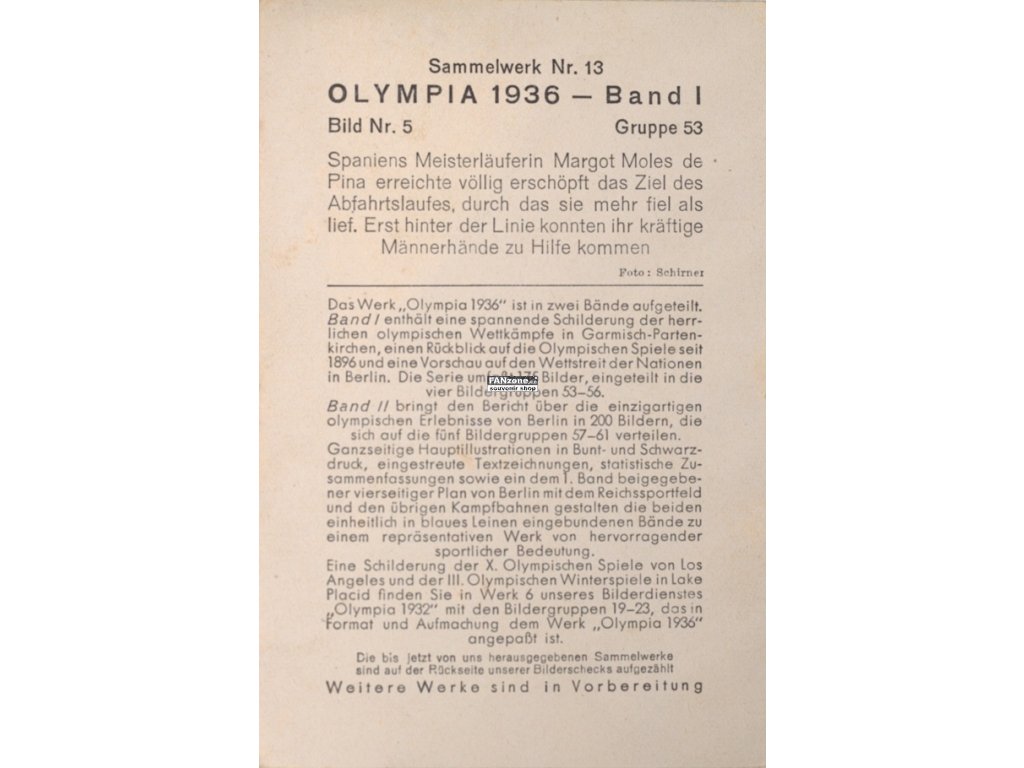 Sammelwerk Nr. 13
OLYMPIA 1936 — Band I
Bild Nr. 5 Gruppe 53
Spaniens Meisterläuferin Margot Moles de
Pina erreichte völlig erschöpft das Ziel des
Abfahrtslaufes, durch das sie mehr fiel als
lief. Erst hinter der Linie konnten ihr kräftige
Männerhände zu Hilfe kommen
Foto: Schirner
Das Werk „Olympia 1936“ ist in zwei Bände aufgeteilt.
Band I enthält eine spannende Schilderung der herr-
lichen olympischen Wettkämpfe in Garmisch-Parten-
kirchen, einen Rückblick auf die Olympischen Spiele seit
1896 und eine Vorschau auf den Wettstreit der Nationen
in Berlin. Die Serie umfaßt 175 Bilder, eingeteilt in die
FANzone.cz
souvenir shop
vier Bildergruppen 53–56.
Band II bringt den Bericht über die einzigartigen
olympischen Erlebnisse von Berlin in 200 Bildern, die
sich auf die fünf Bildergruppen 57–61 verteilen.
Ganzseitige Hauptillustrationen in Bunt- und Schwarz-
druck, eingestreute Textzeichnungen, statistische Zu-
sammenfassungen sowie ein dem 1. Band beigegebe-
ner vierseitiger Plan von Berlin mit dem Reichssportfeld
und den übrigen Kampfbahnen gestalten die beiden
einheitlich in blaues Leinen eingebundenen Bände zu
einem repräsentativen Werk von hervorragender
sportlicher Bedeutung.
Eine Schilderung der X. Olympischen Spiele von Los
Angeles und der III. Olympischen Winterspiele in Lake
Placid finden Sie in Werk 6 unseres Bilderdienstes
„Olympia 1932“ mit den Bildergruppen 19–23, das in
Format und Aufmachung dem Werk „Olympia 1936“
angepaßt ist.
Die bis jetzt von uns herausgegebenen Sammelwerke
sind auf der Rückseite unserer Bilderschecks aufgezählt
Weitere Werke sind in Vorbereitung